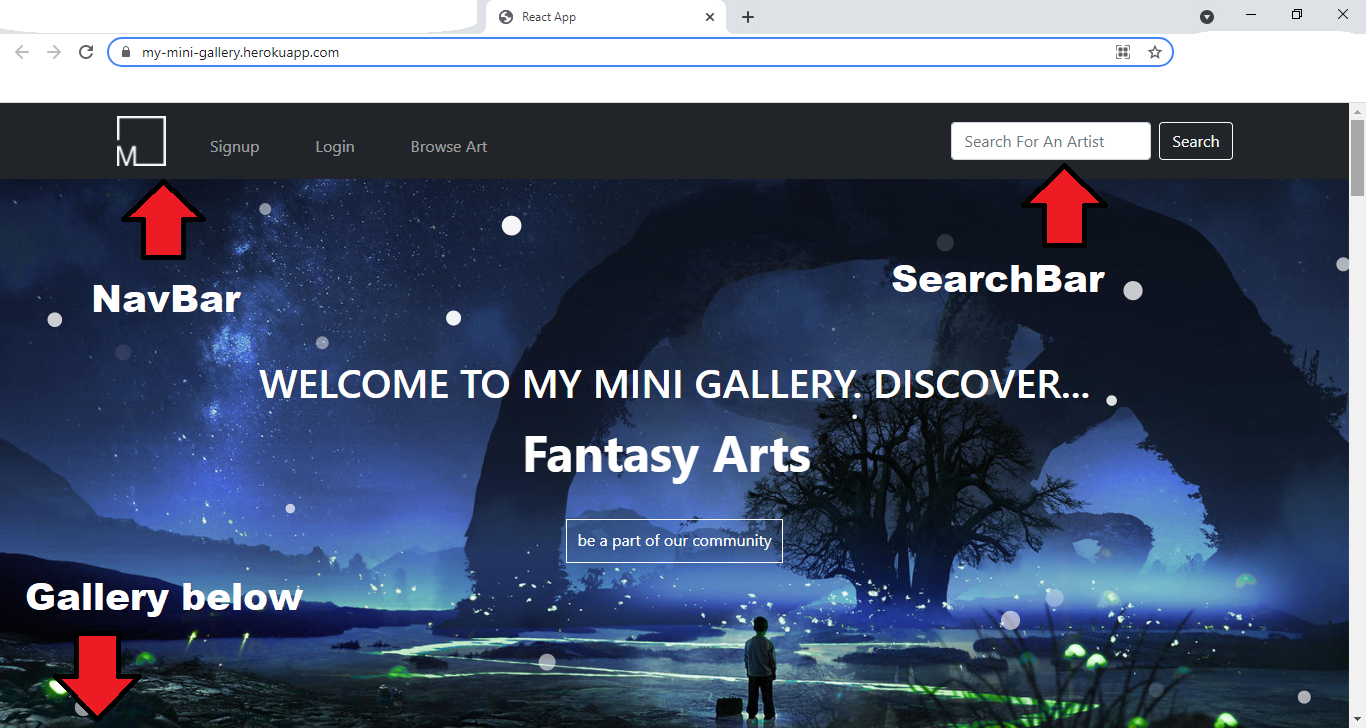 React App
my-mini-gallery.herokuapp.com
M
Signup Login Browse Art Search For An Artist Search
NavBar
SearchBar
WELCOME TO MY MINI GALLERY. DISCOVER...
Fantasy Arts
be a part of our community
Gallery below